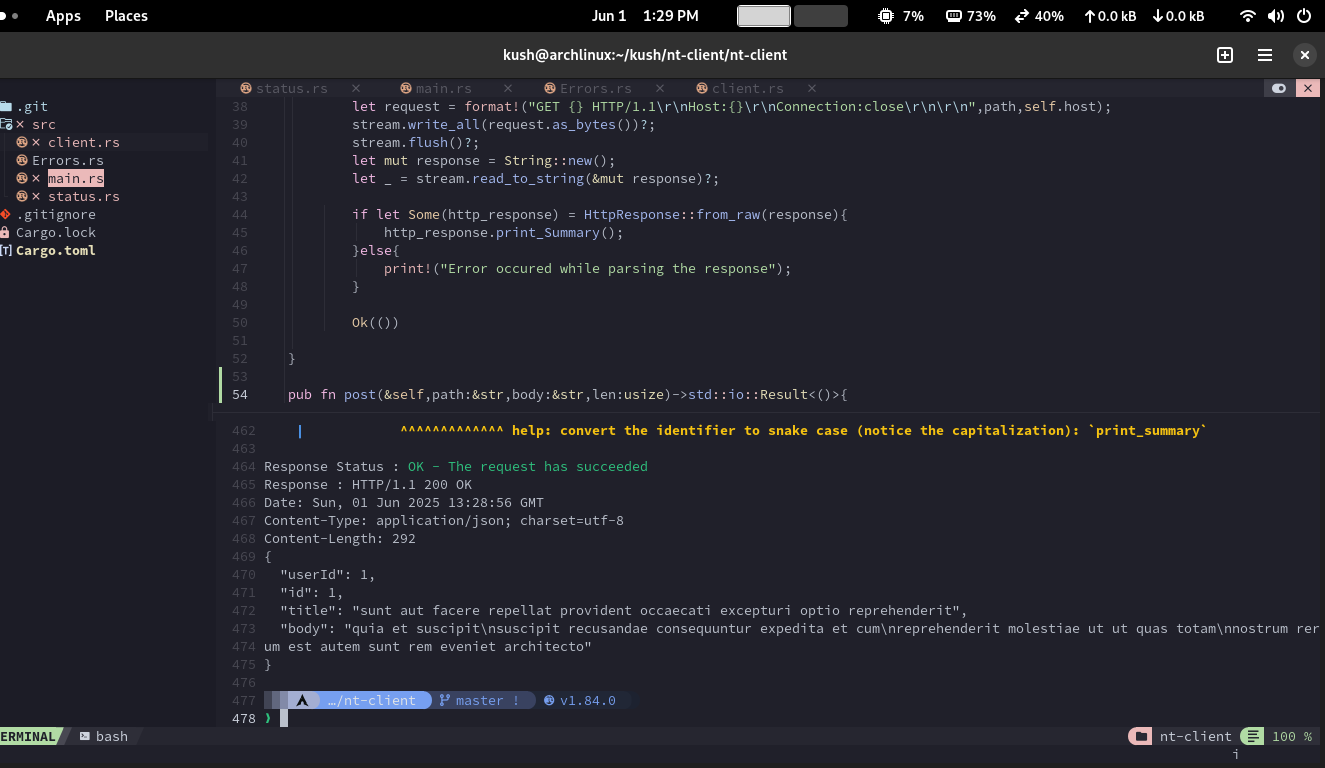 Apps Places Jun 1 1:29 PM 7% 73% 40% 0.0 kB 0.0 kB
kush@archlinux:~/kush/nt-client/nt-client
status.rs × main.rs × Errors.rs × client.rs ×
.git
src
client.rs
Errors.rs
main.rs
status.rs
.gitignore
Cargo.lock
[T] Cargo.toml
38 let request = format!("GET {} HTTP/1.1\r\nHost:{}\r\nConnection:close\r\n\r\n",path,self.host);
39 stream.write_all(request.as_bytes())?;
40 stream.flush()?;
41 let mut response = String::new();
42 let _ = stream.read_to_string(&mut response)?;
43
44 if let Some(http_response) = HttpResponse::from_raw(response){
45 http_response.print_Summary();
46 }else{
47 print!("Error occured while parsing the response");
48 }
49
50 Ok(())
51
52 }
53
54 pub fn post(&self,path:&str,body:&str,len:usize)->std::io::Result<()>{
462 | ^^^^^^^^^^^^^ help: convert the identifier to snake case (notice the capitalization): `print_summary`
463
464 Response Status : OK - The request has succeeded
465 Response : HTTP/1.1 200 OK
466 Date: Sun, 01 Jun 2025 13:28:56 GMT
467 Content-Type: application/json; charset=utf-8
468 Content-Length: 292
469 {
470 "userId": 1,
471 "id": 1,
472 "title": "sunt aut facere repellat provident occaecati excepturi optio reprehenderit",
473 "body": "quia et suscipit\nsuscipit recusandae consequuntur expedita et cum\nreprehenderit molestiae ut ut quas totam\nnostrum rer
474 um est autem sunt rem eveniet architecto"
475 }
476
477 …/nt-client master ! v1.84.0
478 ❯
ERMINAL bash nt-client 100 %
i